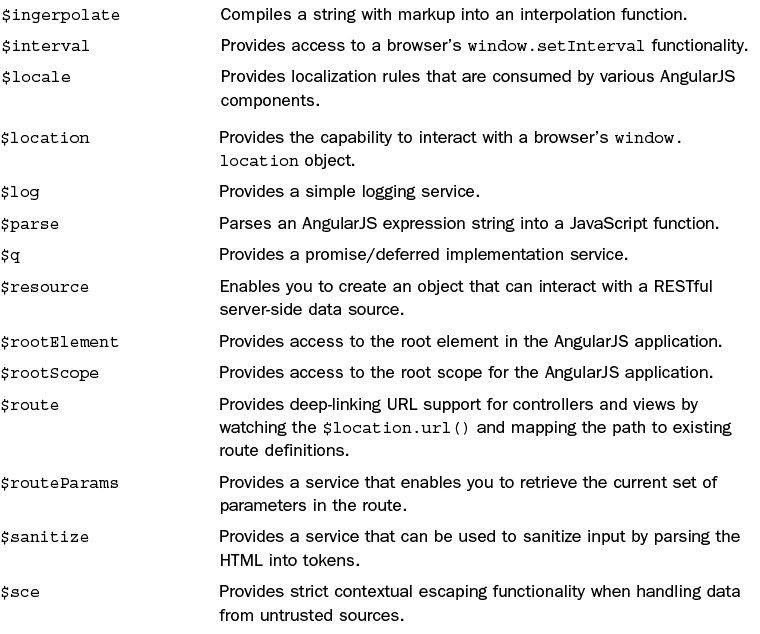 $ingerpolate Compiles a string with markup into an interpolation function.
$interval Provides access to a browser’s window.setInterval functionality.
$locale Provides localization rules that are consumed by various AngularJS
components.
$location Provides the capability to interact with a browser’s window.
location object.
$log Provides a simple logging service.
$parse Parses an AngularJS expression string into a JavaScript function.
$q Provides a promise/deferred implementation service.
$resource Enables you to create an object that can interact with a RESTful
server-side data source.
$rootElement Provides access to the root element in the AngularJS application.
$rootScope Provides access to the root scope for the AngularJS application.
$route Provides deep-linking URL support for controllers and views by
watching the $location.url() and mapping the path to existing
route definitions.
$routeParams Provides a service that enables you to retrieve the current set of
parameters in the route.
$sanitize Provides a service that can be used to sanitize input by parsing the
HTML into tokens.
$sce Provides strict contextual escaping functionality when handling data
from untrusted sources.